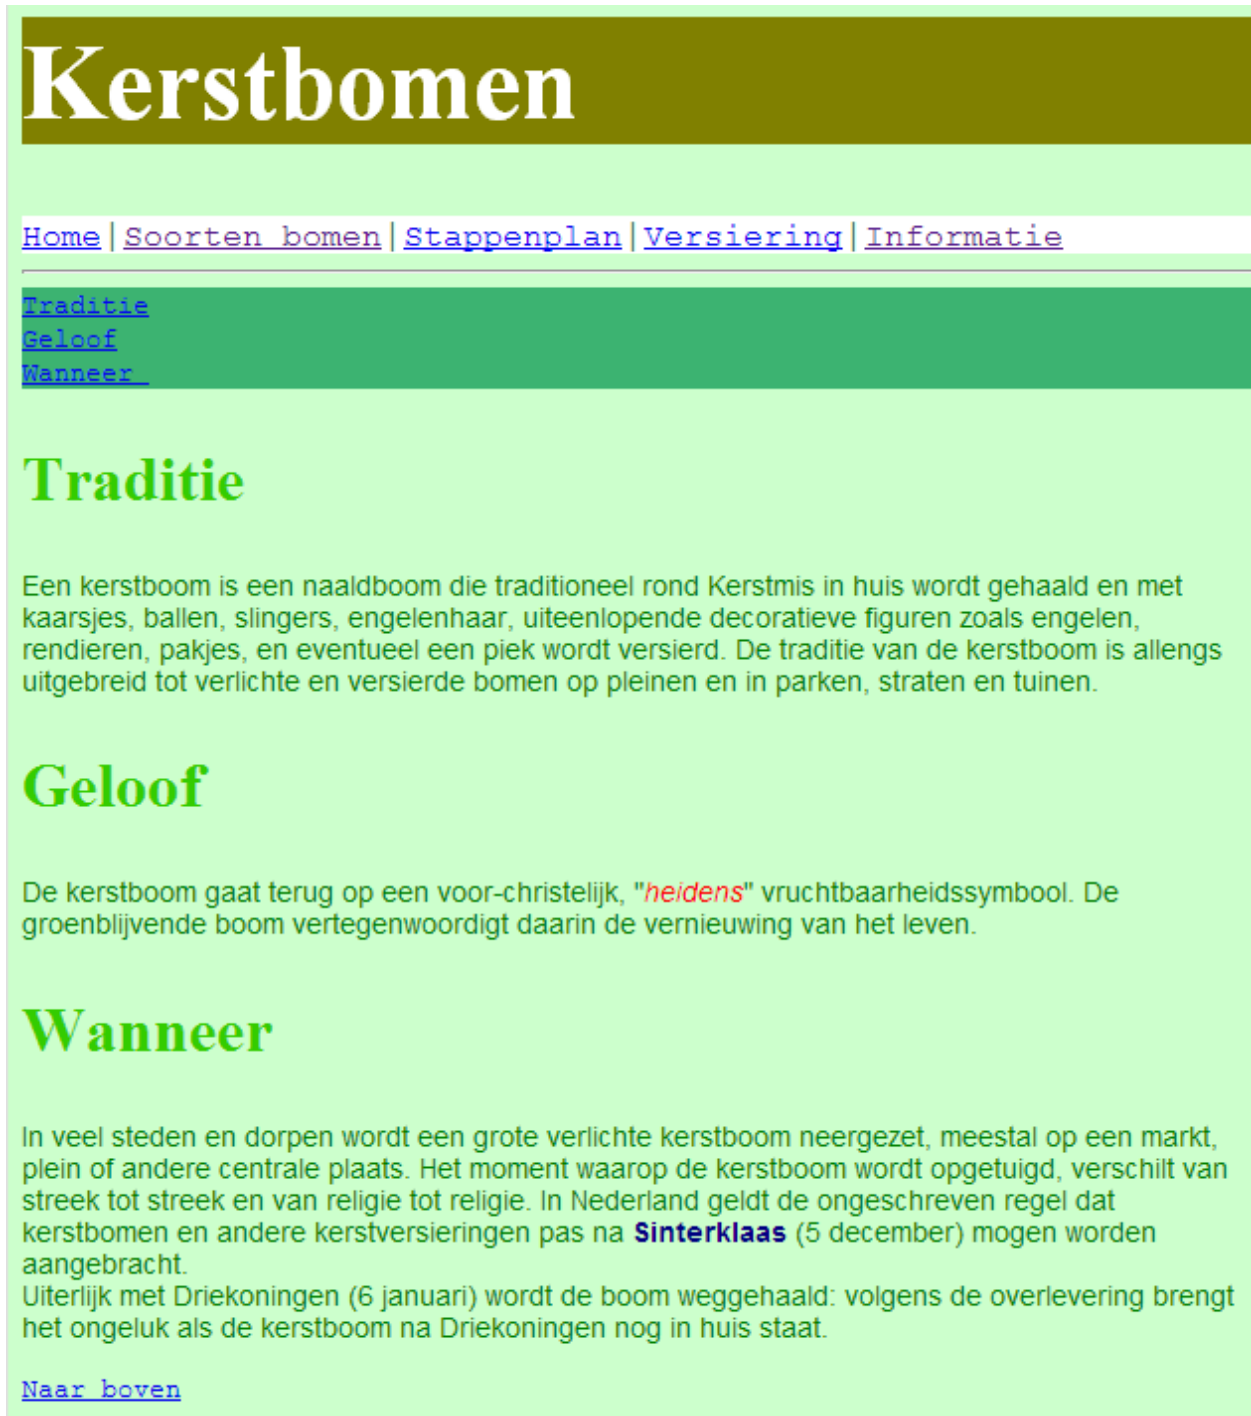 Kerstbomen
Home|Soorten bomen|Stappenplan|Versiering|Informatie
Traditie
Geloof
Wanneer
Traditie
Een kerstboom is een naaldboom die traditioneel rond Kerstmis in huis wordt gehaald en met
kaarsjes, ballen, slingers, engelenhaar, uiteenlopende decoratieve figuren zoals engelen,
rendieren, pakjes, en eventueel een piek wordt versierd. De traditie van de kerstboom is allengs
uitgebreid tot verlichte en versierde bomen op pleinen en in parken, straten en tuinen.
Geloof
De kerstboom gaat terug op een voor-christelijk, "heidens" vruchtbaarheidssymbool. De
groenblijvende boom vertegenwoordigt daarin de vernieuwing van het leven.
Wanneer
In veel steden en dorpen wordt een grote verlichte kerstboom neergezet, meestal op een markt,
plein of andere centrale plaats. Het moment waarop de kerstboom wordt opgetuigd, verschilt van
streek tot streek en van religie tot religie. In Nederland geldt de ongeschreven regel dat
kerstbomen en andere kerstversieringen pas na Sinterklaas (5 december) mogen worden
aangebracht.
Uiterlijk met Driekoningen (6 januari) wordt de boom weggehaald: volgens de overlevering brengt
het ongeluk als de kerstboom na Driekoningen nog in huis staat.
Naar boven